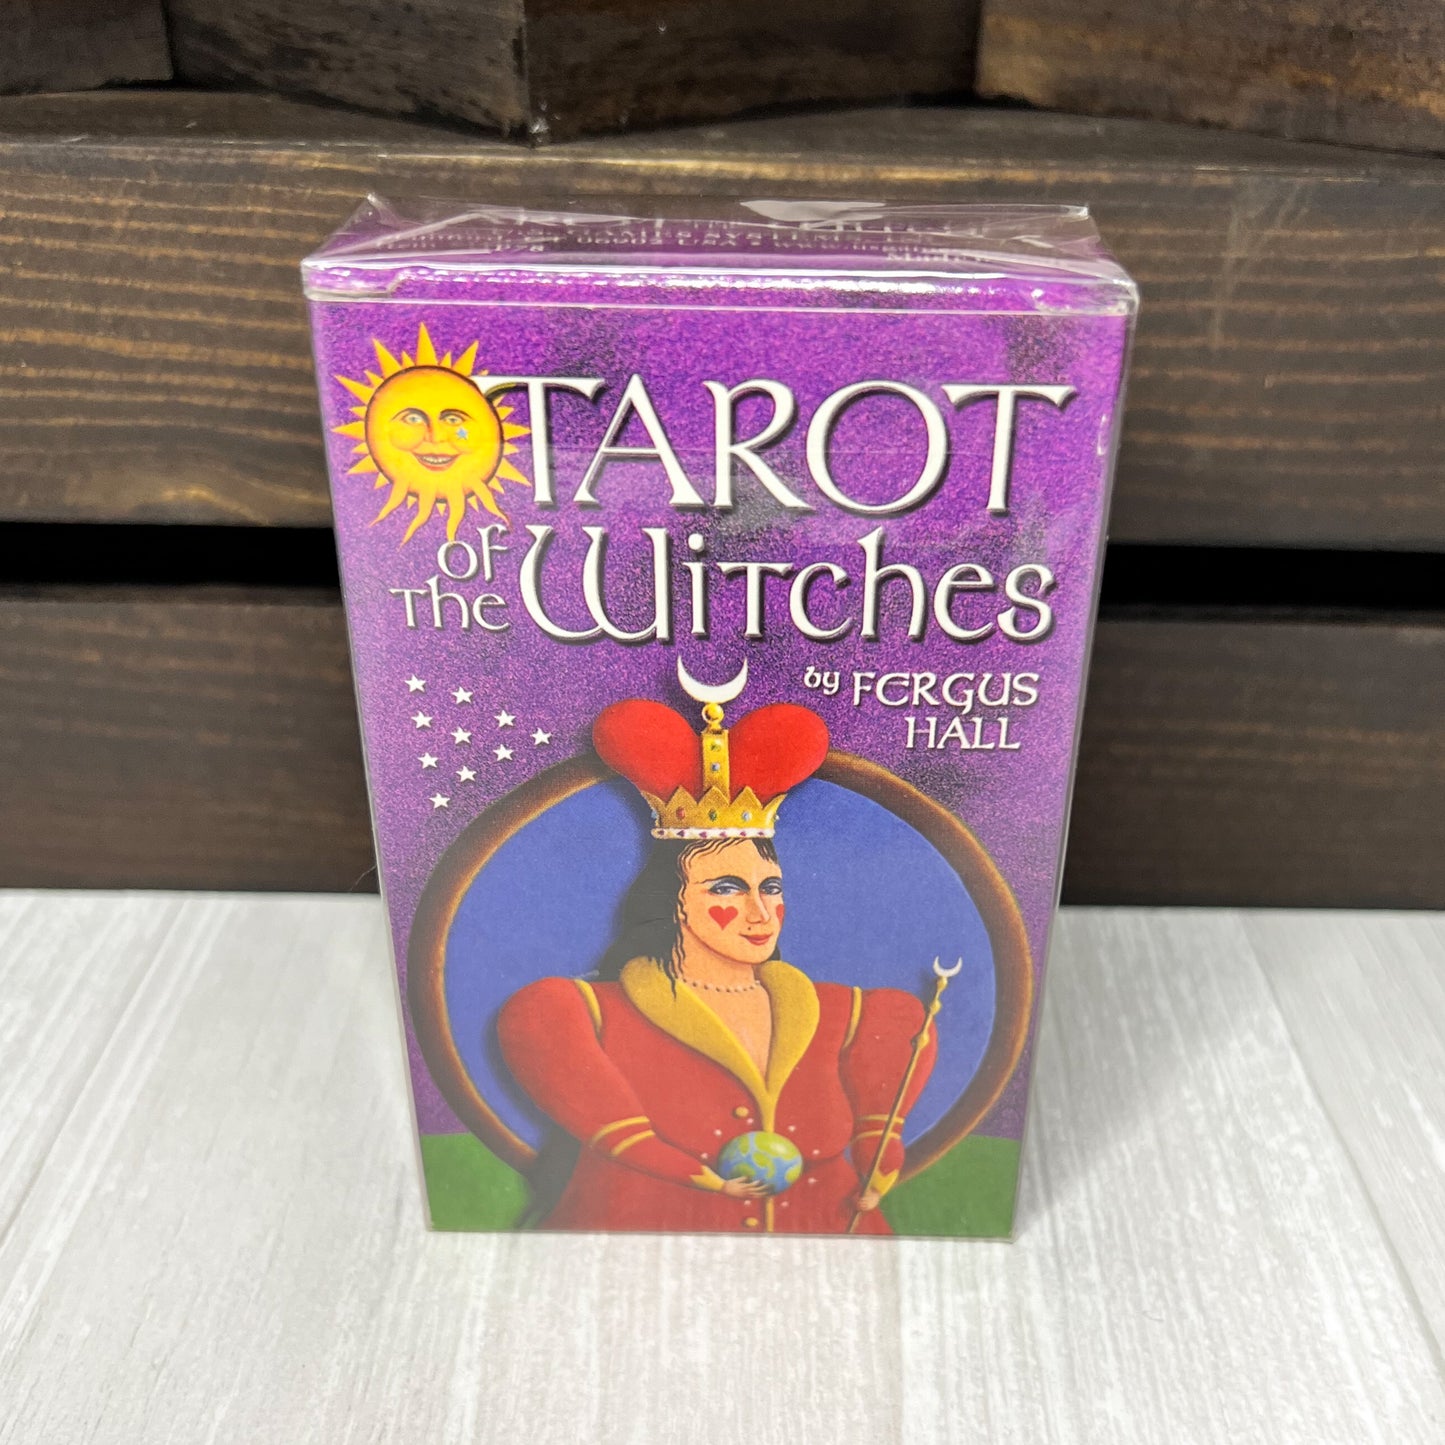 TAROT
of
The Witches
by FERGUS
HALL